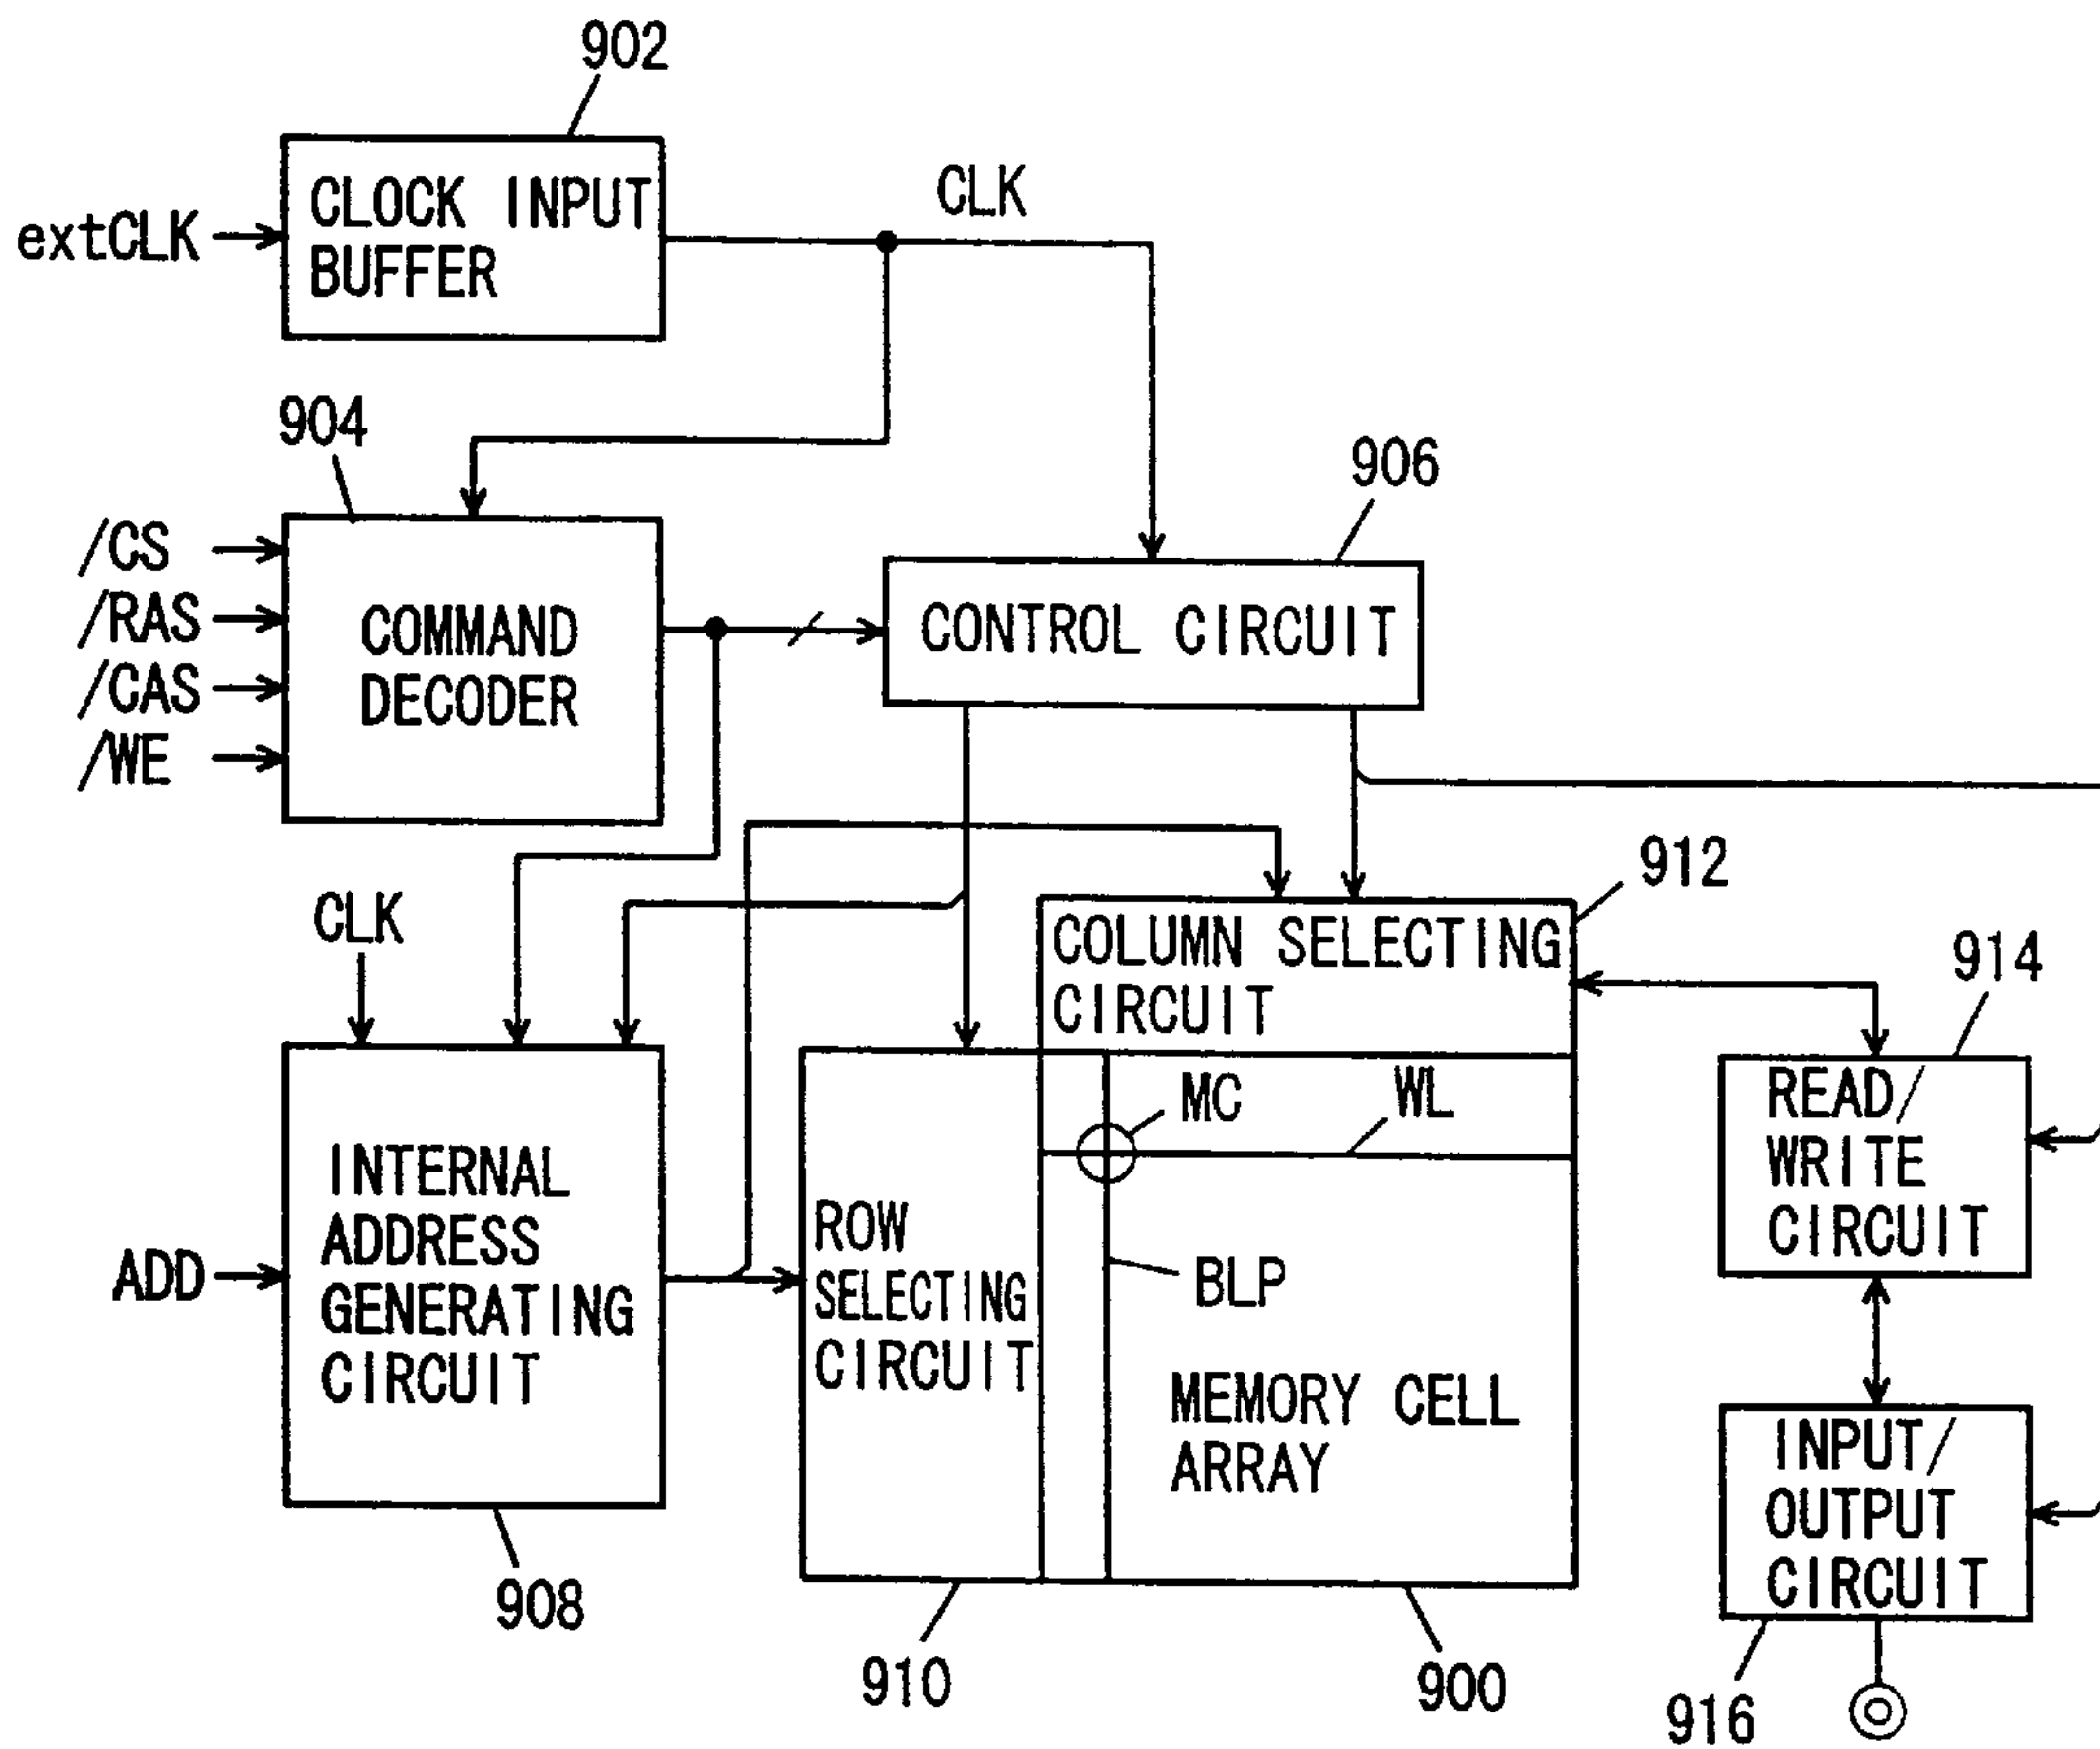 902
CLOCK INPUT
BUFFER
extCLK
CLK
904
/CS
/RAS
/CAS
/WE
COMMAND
DECODER
906
CONTROL CIRCUIT
CLK
912
COLUMN SELECTING
CIRCUIT
914
READ/
WRITE
CIRCUIT
MC
WL
INTERNAL
ADDRESS
GENERATING
CIRCUIT
ADD
ROW
SELECTING
CIRCUIT
BLP
MEMORY CELL
ARRAY
INPUT/
OUTPUT
CIRCUIT
908
910
900
916